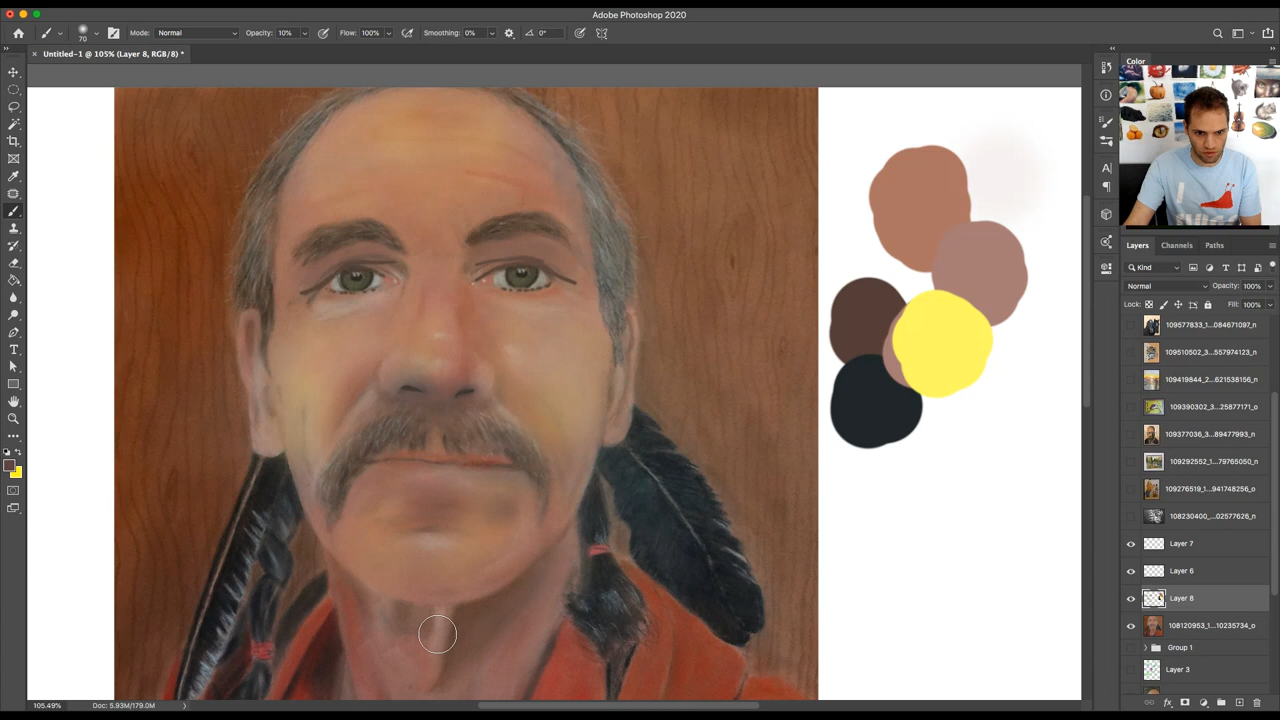 Adobe Photoshop 2020
70
Mode: Normal
Opacity: 10%
Flow: 100%
Smoothing: 0%
0°
Untitled-1 @ 105% (Layer 8, RGB/8) *
Color
Layers Channels Paths
Kind
Normal
Opacity: 100%
Lock:
Fill: 100%
109577833_1...084671097_n
109510502_3...557974123_n
109419844_2...621538156_n
109390302_3...25877171_o
109377036_3...89477993_n
109292552_1...79765050_n
109276519_1...941748256_o
108230400_...02577626_n
Layer 7
Layer 6
Layer 8
108120953_1...10235734_o
Group 1
Layer 3
105.49%
Doc: 5.93M/179.0M